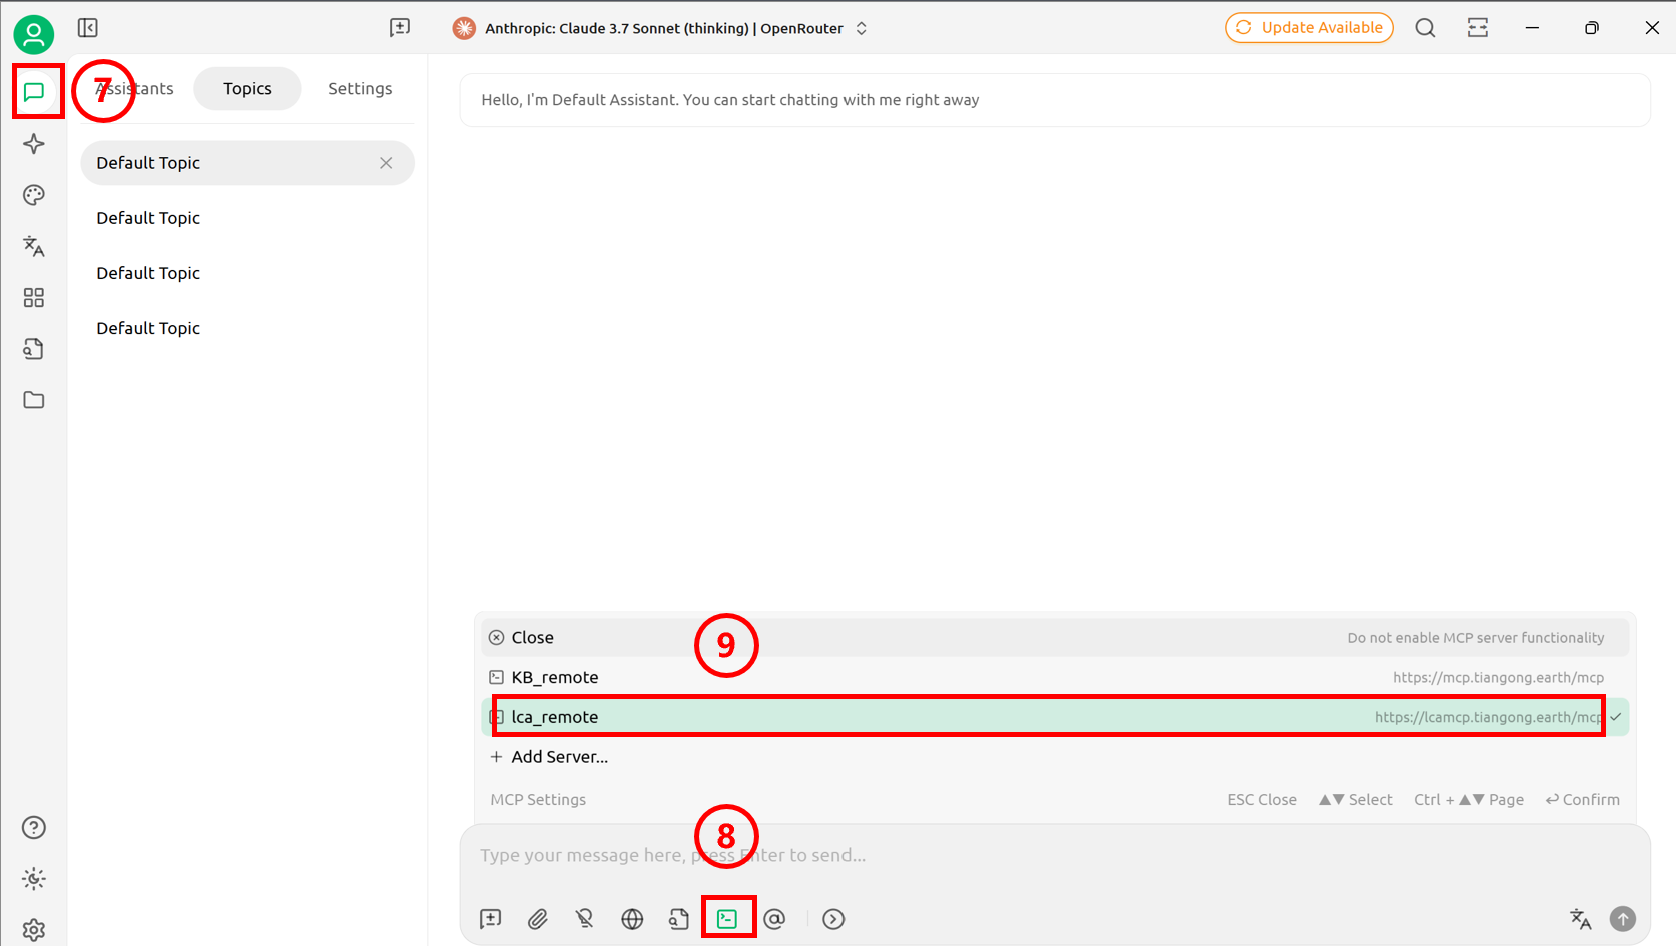 Anthropic: Claude 3.7 Sonnet (thinking) | OpenRouter
Update Available
7
Assistants
Topics
Settings
Hello, I'm Default Assistant. You can start chatting with me right away
Default Topic
Default Topic
Default Topic
Default Topic
9
Close
Do not enable MCP server functionality
KB_remote
https://mcp.tiangong.earth/mcp
lca_remote
https://lcamcp.tiangong.earth/mcp
+ Add Server...
MCP Settings
ESC Close
▲▼ Select
Ctrl + ▲▼ Page
↩ Confirm
8
Type your message here, press Enter to send...